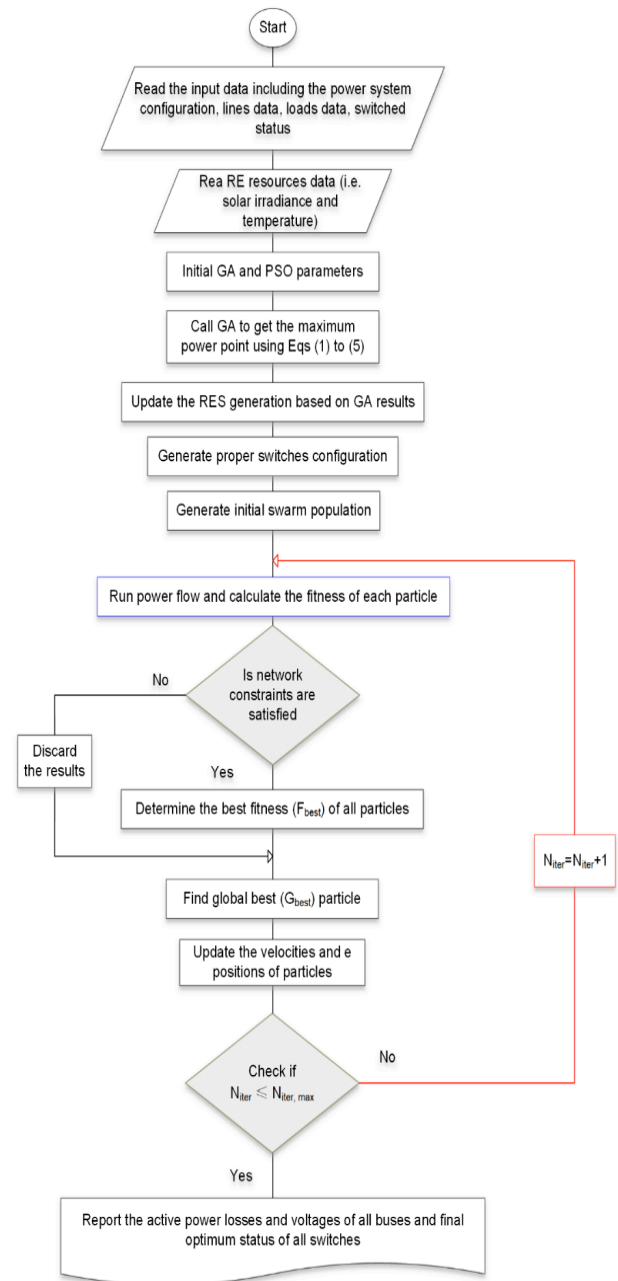 Start
Read the input data including the power system
configuration, lines data, loads data, switched
status
Rea RE resources data (i.e.
solar irradiance and
temperature)
Initial GA and PSO parameters
Call GA to get the maximum
power point using Eqs (1) to (5)
Update the RES generation based on GA results
Generate proper switches configuration
Generate initial swarm population
Run power flow and calculate the fitness of each particle
Is network
constraints are
satisfied
No
Discard
the results
Yes
Determine the best fitness (Fbest) of all particles
Niter=Niter+1
Find global best (Gbest) particle
Update the velocities and e
positions of particles
Check if
Niter ⩽ Niter, max
No
Yes
Report the active power losses and voltages of all buses and final
optimum status of all switches